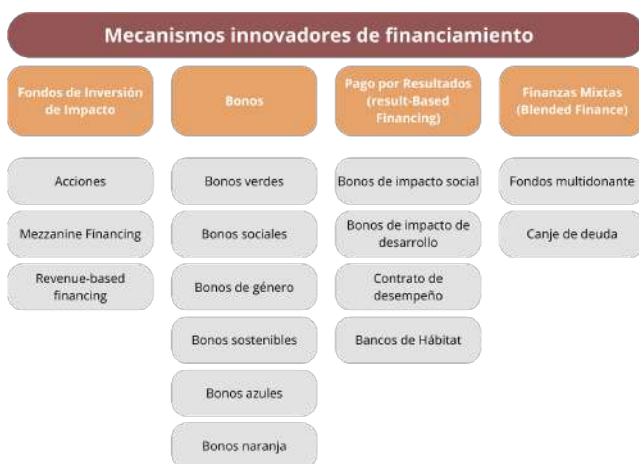 Mecanismos innovadores de financiamiento
Fondos de Inversión
de Impacto
Bonos
Pago por Resultados
(result-Based
Financing)
Finanzas Mixtas
(Blended Finance)
Acciones
Mezzanine Financing
Revenue-based
financing
Bonos verdes
Bonos sociales
Bonos de género
Bonos sostenibles
Bonos azules
Bonos naranja
Bonos de impacto social
Bonos de impacto de
desarrollo
Contrato de
desempeño
Bancos de Hábitat
Fondos multidonante
Canje de deuda